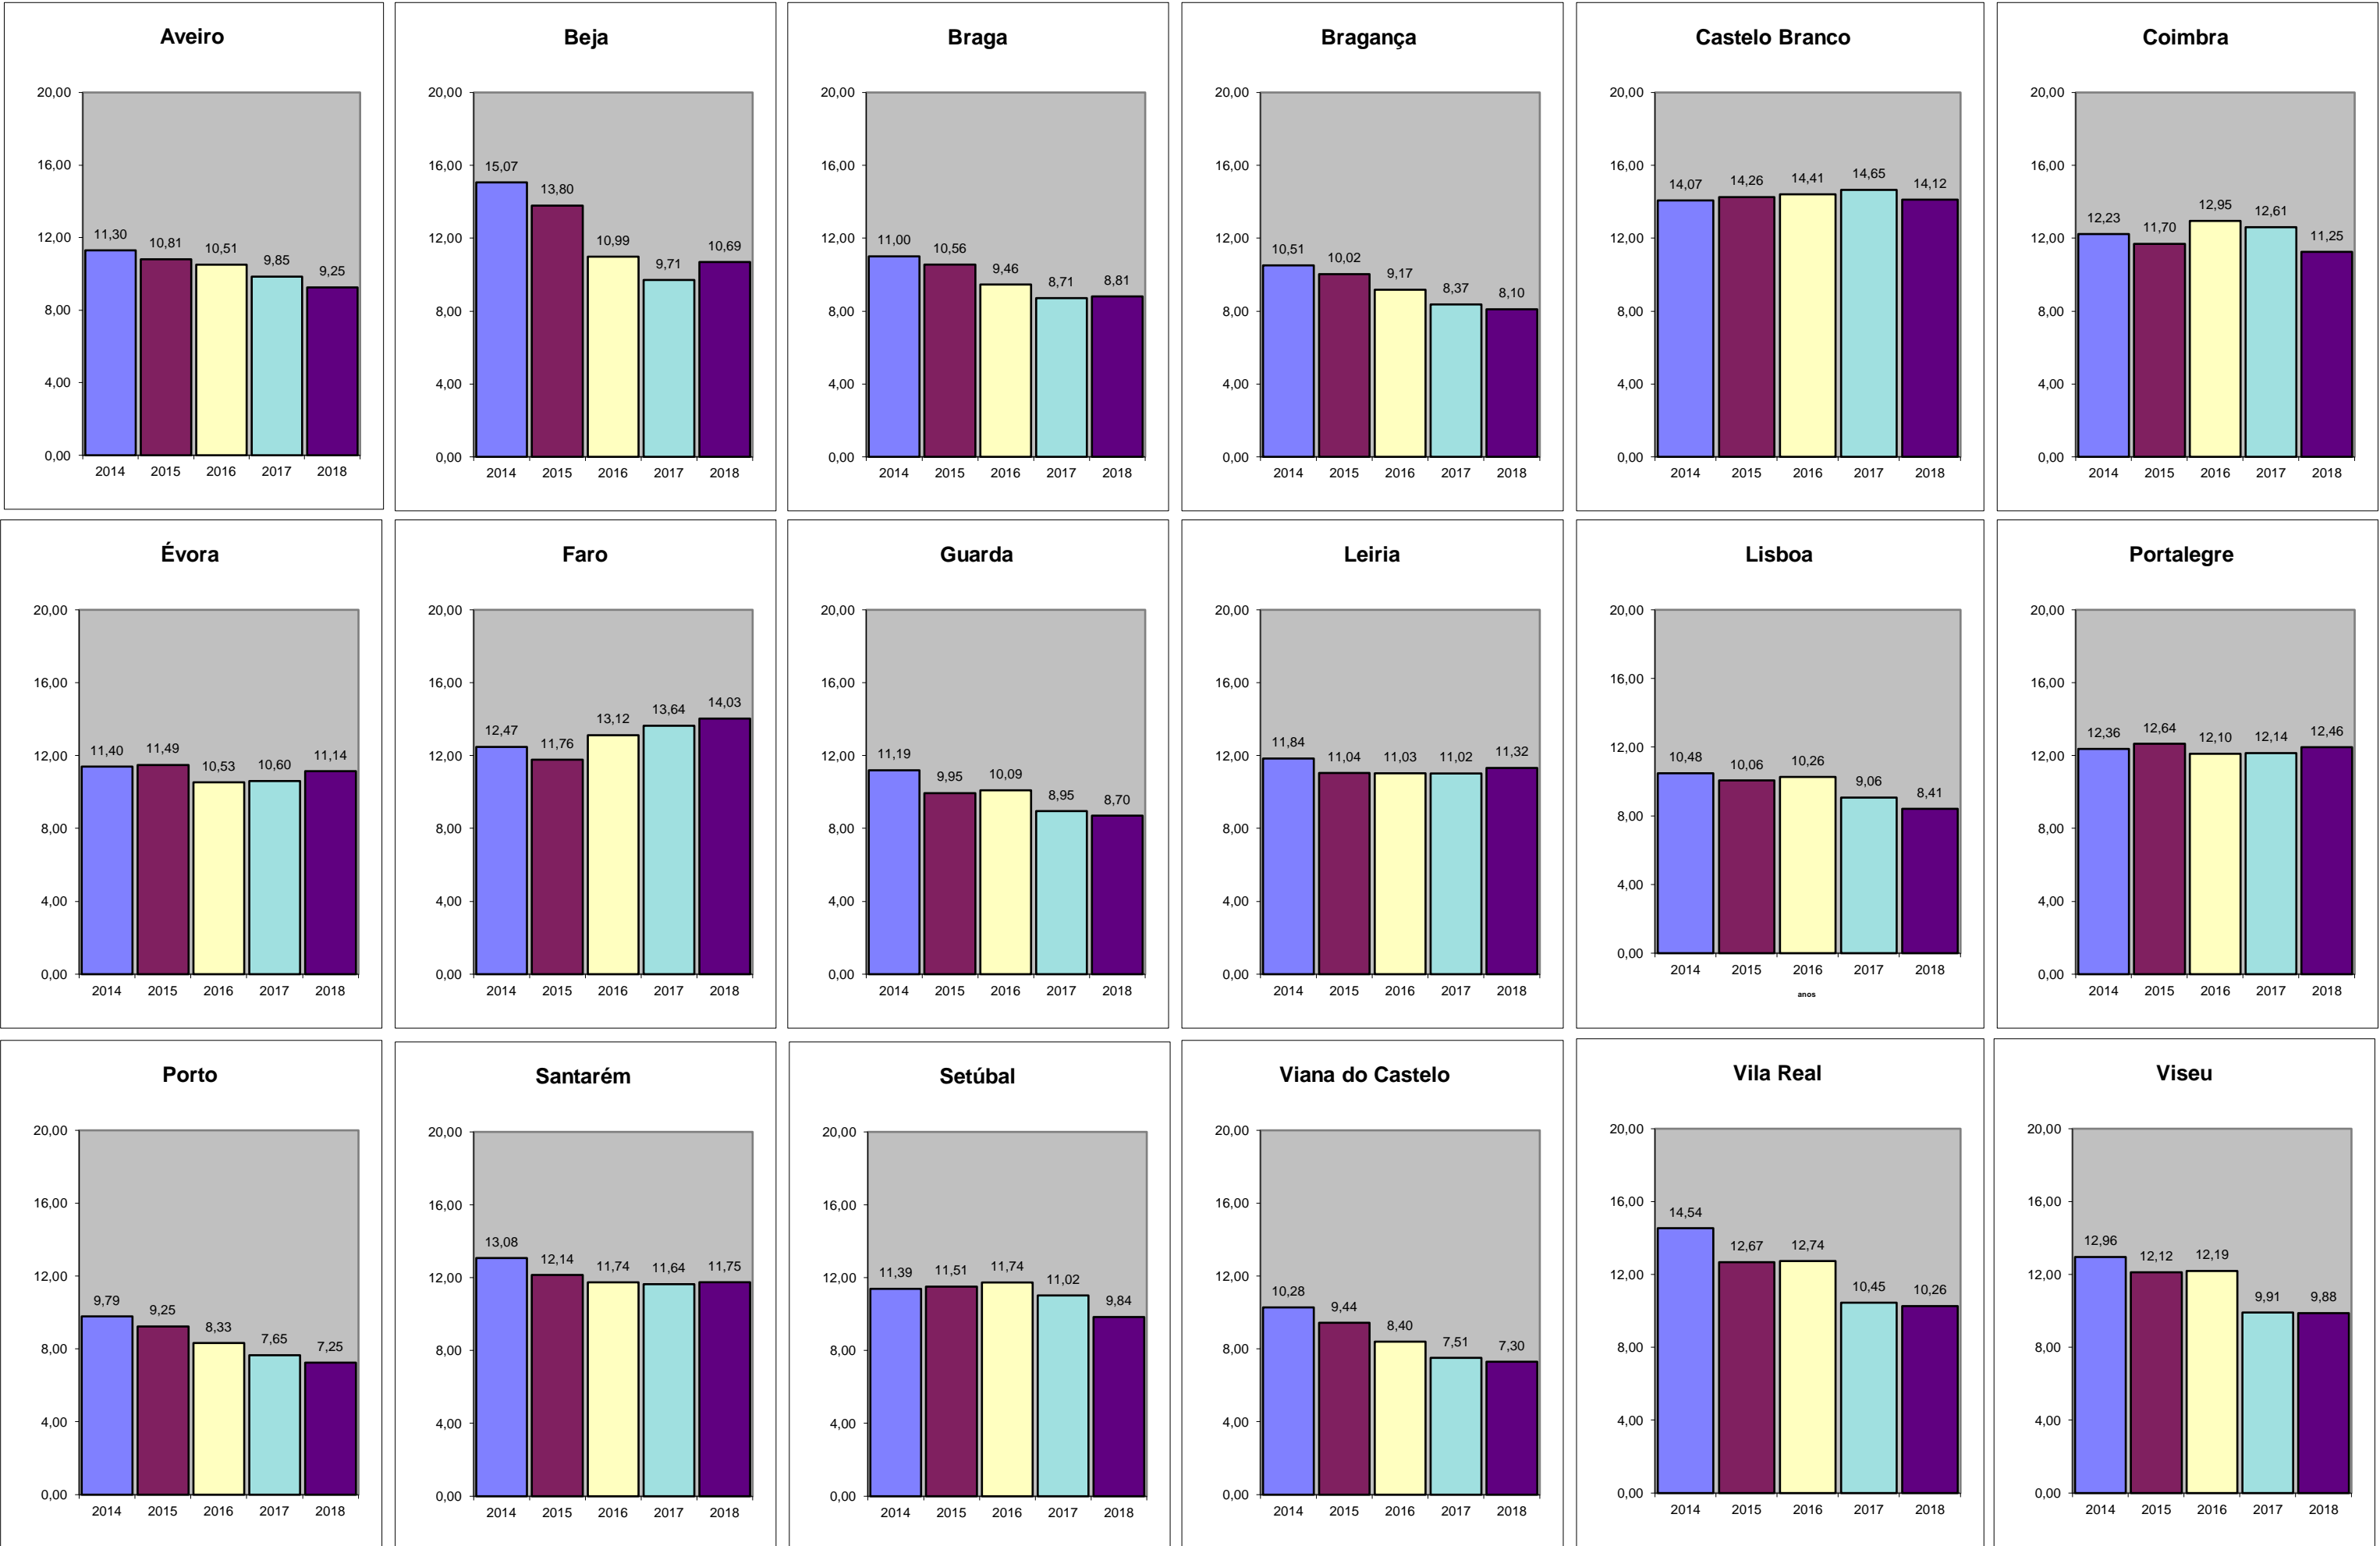 Aveiro
20,00
16,00
12,00
8,00
4,00
0,00
11,30 10,81 10,51 9,85 9,25
2014 2015 2016 2017 2018
Beja
20,00
16,00
12,00
8,00
4,00
0,00
15,07 13,80 10,99 9,71 10,69
2014 2015 2016 2017 2018
Braga
20,00
16,00
12,00
8,00
4,00
0,00
11,00 10,56 9,46 8,71 8,81
2014 2015 2016 2017 2018
Bragança
20,00
16,00
12,00
8,00
4,00
0,00
10,51 10,02 9,17 8,37 8,10
2014 2015 2016 2017 2018
Castelo Branco
20,00
16,00
12,00
8,00
4,00
0,00
14,07 14,26 14,41 14,65 14,12
2014 2015 2016 2017 2018
Coimbra
20,00
16,00
12,00
8,00
4,00
0,00
12,23 11,70 12,95 12,61 11,25
2014 2015 2016 2017 2018
Évora
20,00
16,00
12,00
8,00
4,00
0,00
11,40 11,49 10,53 10,60 11,14
2014 2015 2016 2017 2018
Faro
20,00
16,00
12,00
8,00
4,00
0,00
12,47 11,76 13,12 13,64 14,03
2014 2015 2016 2017 2018
Guarda
20,00
16,00
12,00
8,00
4,00
0,00
11,19 9,95 10,09 8,95 8,70
2014 2015 2016 2017 2018
Leiria
20,00
16,00
12,00
8,00
4,00
0,00
11,84 11,04 11,03 11,02 11,32
2014 2015 2016 2017 2018
Lisboa
20,00
16,00
12,00
8,00
4,00
0,00
10,48 10,06 10,26 9,06 8,41
2014 2015 2016 2017 2018
anos
Portalegre
20,00
16,00
12,00
8,00
4,00
0,00
12,36 12,64 12,10 12,14 12,46
2014 2015 2016 2017 2018
Porto
20,00
16,00
12,00
8,00
4,00
0,00
9,79 9,25 8,33 7,65 7,25
2014 2015 2016 2017 2018
Santarém
20,00
16,00
12,00
8,00
4,00
0,00
13,08 12,14 11,74 11,64 11,75
2014 2015 2016 2017 2018
Setúbal
20,00
16,00
12,00
8,00
4,00
0,00
11,39 11,51 11,74 11,02 9,84
2014 2015 2016 2017 2018
Viana do Castelo
20,00
16,00
12,00
8,00
4,00
0,00
10,28 9,44 8,40 7,51 7,30
2014 2015 2016 2017 2018
Vila Real
20,00
16,00
12,00
8,00
4,00
0,00
14,54 12,67 12,74 10,45 10,26
2014 2015 2016 2017 2018
Viseu
20,00
16,00
12,00
8,00
4,00
0,00
12,96 12,12 12,19 9,91 9,88
2014 2015 2016 2017 2018